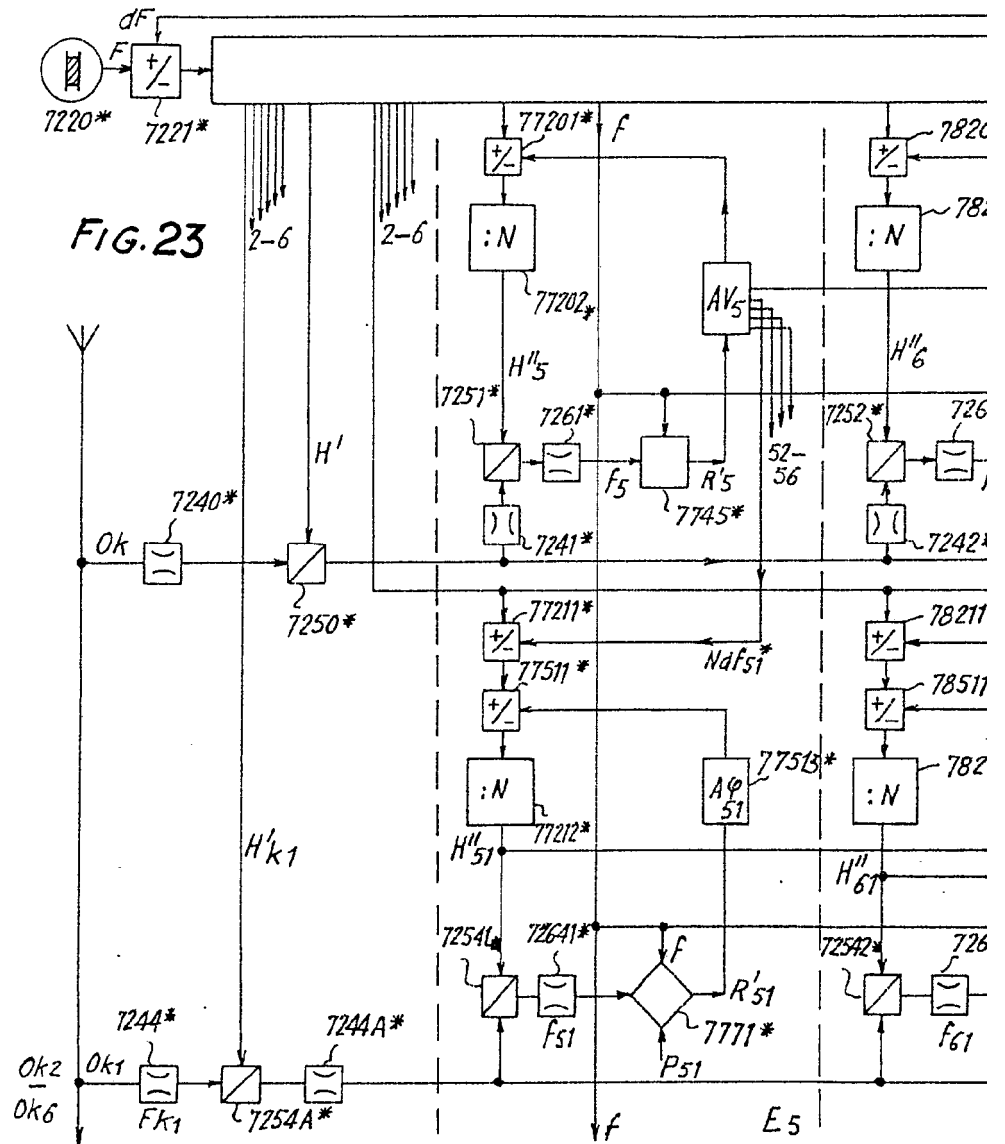 dF
F
+/-
7220*
7221*
FIG. 23
2-6
H'
2-6
+/-
77201*
f
+/-
7820
:N
77202*
AV5
:N
782
H"5
H"6
7251*
7261*
f5
R'5
7745*
52-
56
7252*
726
7241*
7242*
Ok
7240*
7250*
+/-
77211*
Ndf51*
+/-
78211
+/-
77511*
+/-
78511
:N
77212*
Aφ
51
77513*
:N
782
H'k1
H"51
H"61
72541*
72641*
f
f51
R'51
7771*
P51
72542*
726
f61
Ok2
-
Ok6
Ok1
7244*
Fk1
7254A*
7244A*
f
E5